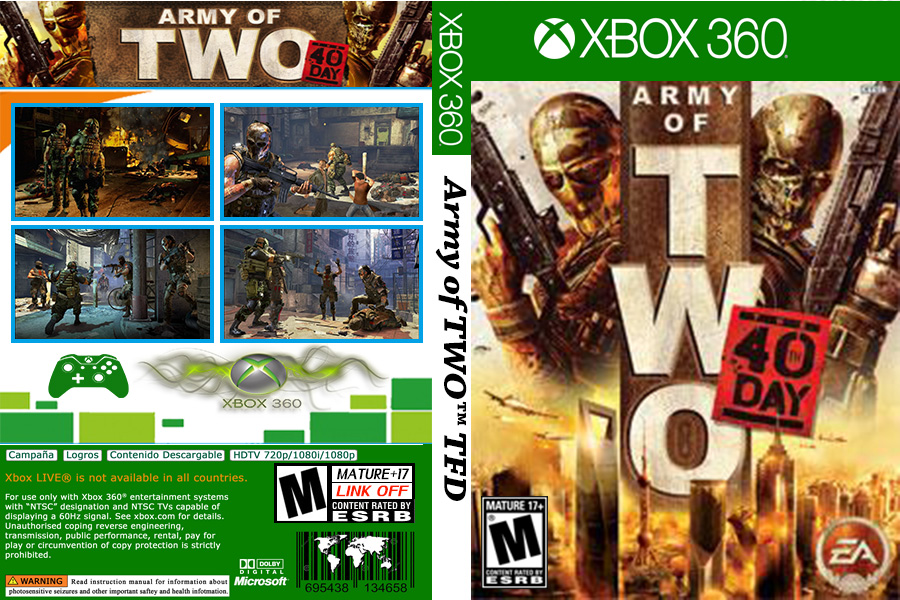 ARMY OF
TWO
40
DAY
Campaña Logros Contenido Descargable HDTV 720p/1080i/1080p
Xbox LIVE® is not available in all countries.
For use only with Xbox 360® entertainment systems
with “NTSC” designation and NTSC TVs capable of
displaying a 60Hz signal. See xbox.com for details.
Unauthorised coping reverse engineering,
transmission, public performance, rental, pay for
play or circumvention of copy protection is strictly
prohibited.
XBOX 360
M
MATURE+17
LINK OFF
CONTENT RATED BY
ESRB
WARNING Read instruction manual for information about
photosensitive seizures and other important saftey and health infotmation.
DOLBY
DIGITAL
Microsoft
695438 134658
XBOX 360
Army of TWO™ TFD
XBOX 360
ARMY
OF
TWO
40TH
DAY
MATURE 17+
M
CONTENT RATED BY
ESRB
EA